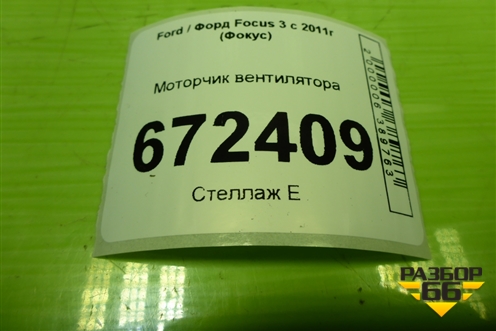 Ford / Форд Focus 3 с 2011г
(Фокус)
Моторчик вентилятора
672409
Стеллаж Е
2000006389763
РАЗБОР
66